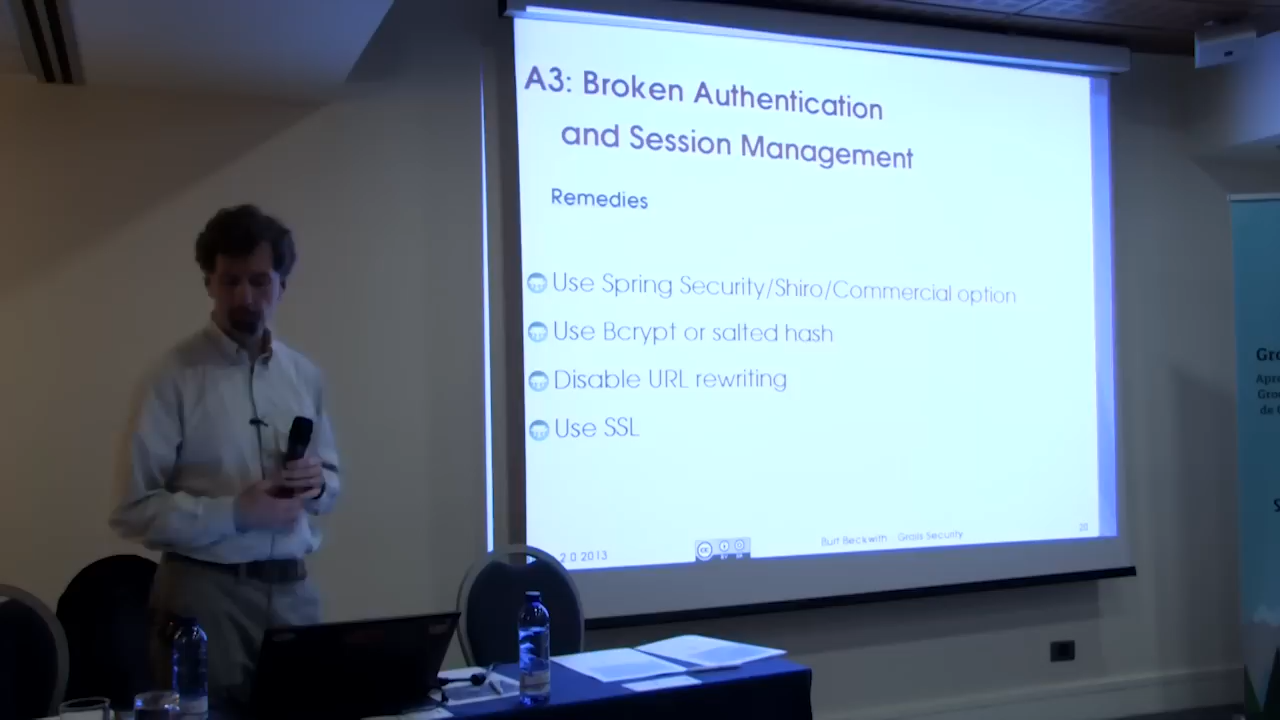 A3: Broken Authentication
and Session Management
Remedies
Use Spring Security/Shiro/Commercial option
Use Bcrypt or salted hash
Disable URL rewriting
Use SSL
2.0 2013
cc
Burt Beckwith
Grails Security
20